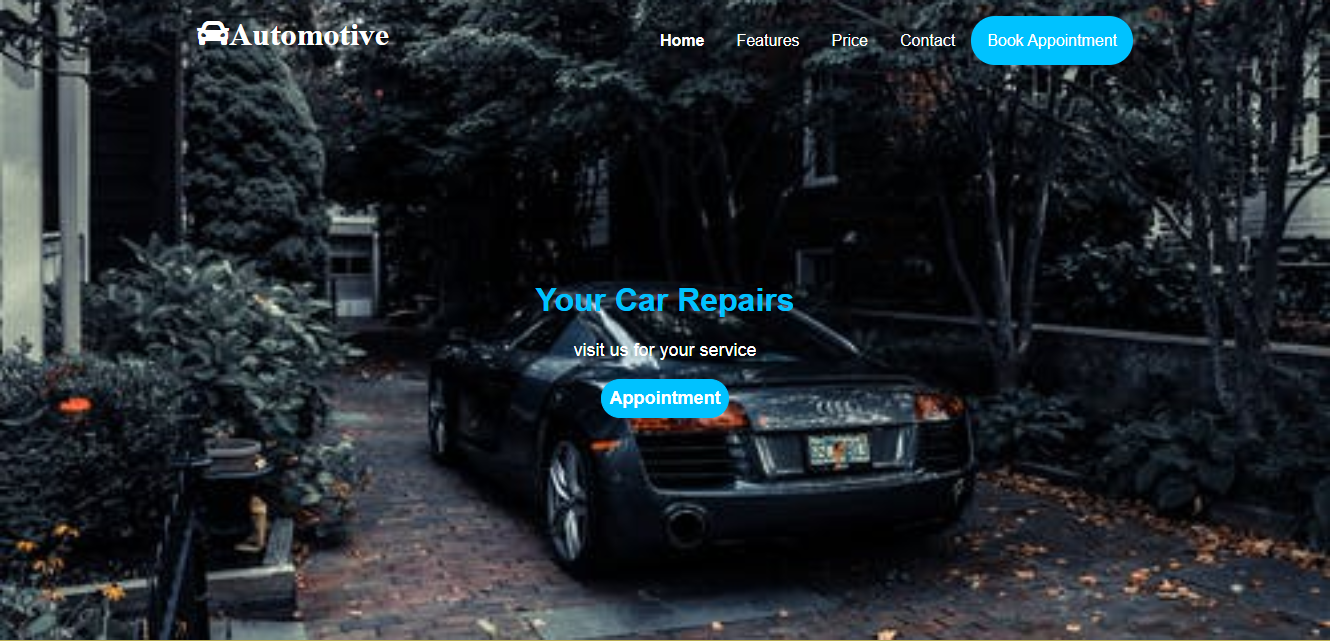 Automotive
Home Features Price Contact Book Appointment
Your Car Repairs
visit us for your service
Appointment